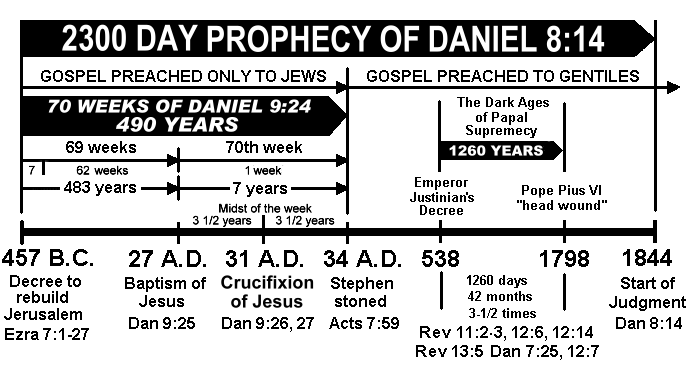 2300 DAY PROPHECY OF DANIEL 8:14
GOSPEL PREACHED ONLY TO JEWS
GOSPEL PREACHED TO GENTILES
70 WEEKS OF DANIEL 9:24
490 YEARS
The Dark Ages
of Papal
Supremecy
1260 YEARS
69 weeks
70th week
7
62 weeks
1 week
483 years
7 years
Midst of the week
3 1/2 years
3 1/2 years
Emperor
Justinian's
Decree
Pope Pius VI
"head wound"
457 B.C.
Decree to
rebuild
Jerusalem
Ezra 7:1-27
27 A.D.
Baptism of
Jesus
Dan 9:25
31 A.D.
Crucifixion
of Jesus
Dan 9:26, 27
34 A.D.
Stephen
stoned
Acts 7:59
538
1260 days
42 months
3-1/2 times
1798
Rev 11:2-3, 12:6, 12:14
Rev 13:5 Dan 7:25, 12:7
1844
Start of
Judgment
Dan 8:14